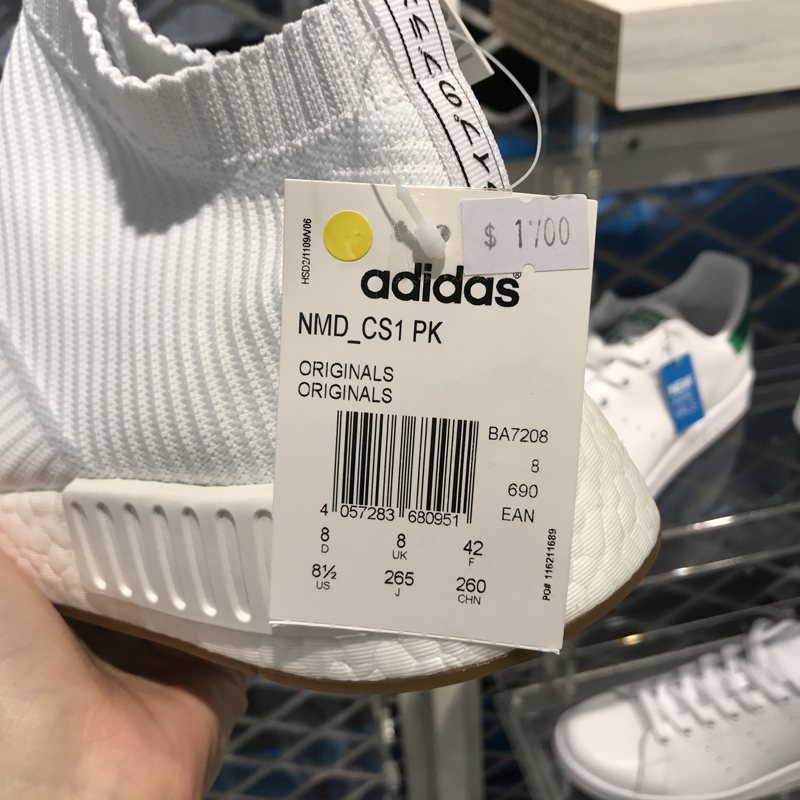 $ 1700
HSD2/1109/V06
adidas®
NMD_CS1 PK
ORIGINALS
ORIGINALS
BA7208
8
690
EAN
4 057283 680951
8 8 42
D UK F
8½ 265 260
US J CHN
PO# 116211689